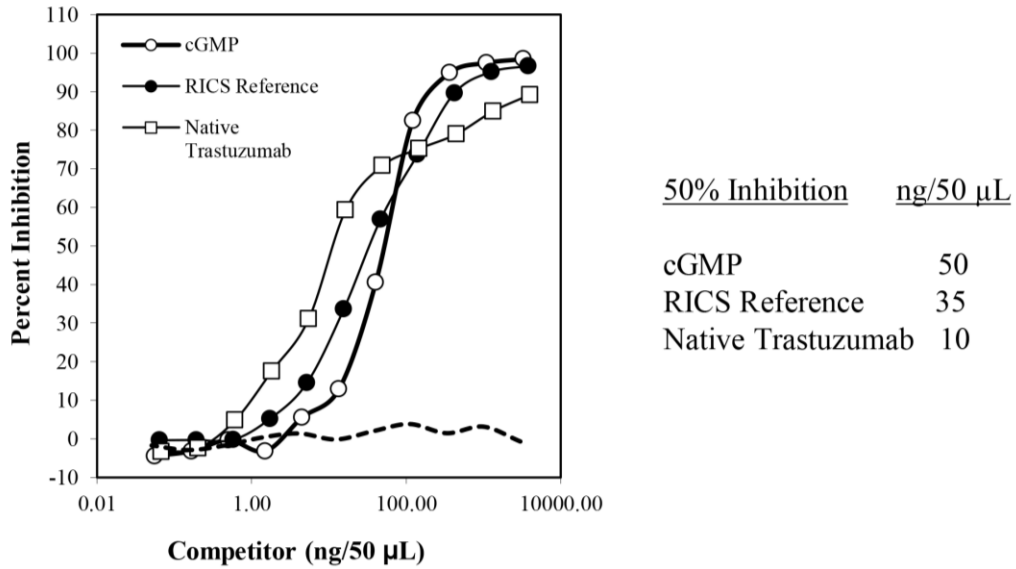 110
100
90
80
70
60
50
40
30
20
10
0
-10
0.01
1.00
100.00
10000.00
Percent Inhibition
Competitor (ng/50 µL)
cGMP
RICS Reference
Native
Trastuzumab
50% Inhibition ng/50 µL
cGMP 50
RICS Reference 35
Native Trastuzumab 10